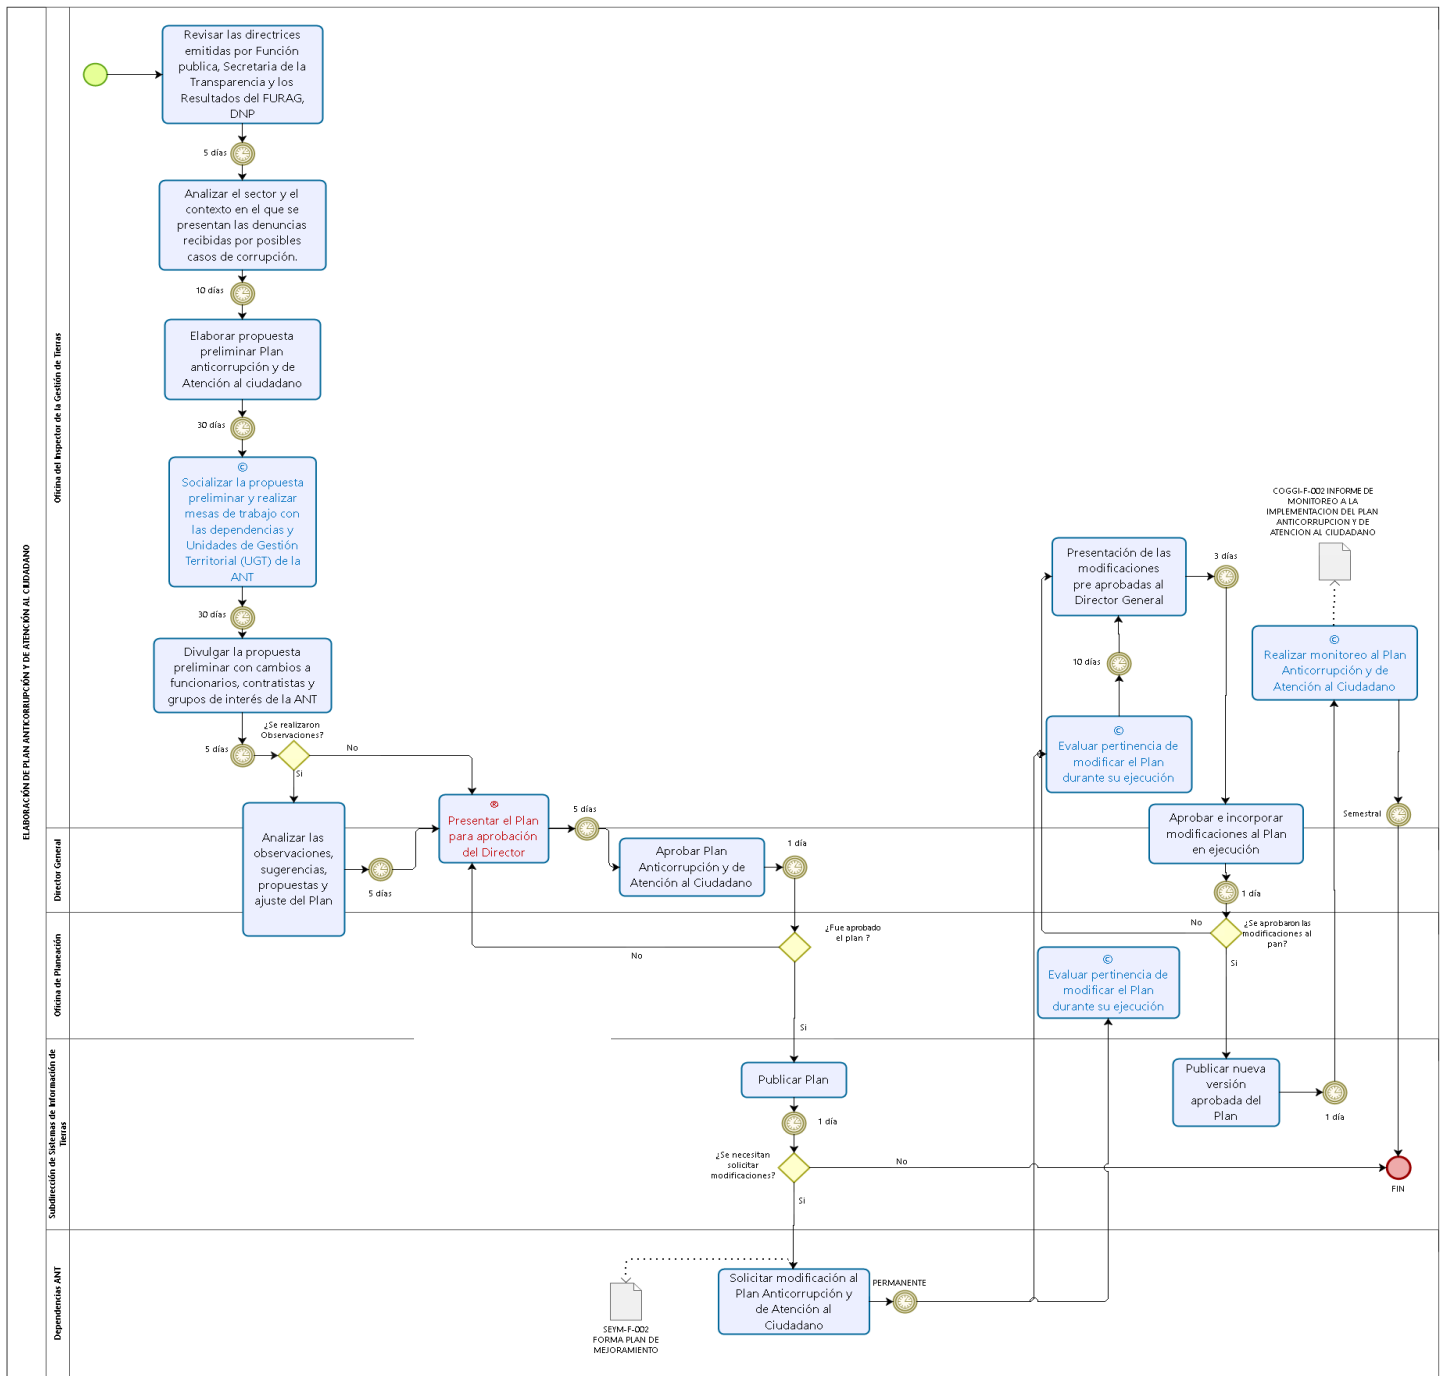 ELABORACIÓN DE PLAN ANTICORRUPCIÓN Y DE ATENCIÓN AL CIUDADANO
Oficina del Inspector de la Gestión de Tierras
Revisar las directrices
emitidas por Función
publica, Secretaria de la
Transparencia y los
Resultados del FURAG,
DNP
5 días
Analizar el sector y el
contexto en el que se
presentan las denuncias
recibidas por posibles
casos de corrupción.
10 días
Elaborar propuesta
preliminar Plan
anticorrupción y de
Atención al ciudadano
30 días
©
Socializar la propuesta
preliminar y realizar
mesas de trabajo con
las dependencias y
Unidades de Gestión
Territorial (UGT) de la
ANT
30 días
Divulgar la propuesta
preliminar con cambios a
funcionarios, contratistas y
grupos de interés de la ANT
5 días
¿Se realizaron
Observaciones?
No
Si
Analizar las
observaciones,
sugerencias,
propuestas y
ajuste del Plan
5 días
®
Presentar el Plan
para aprobación
del Director
5 días
COGGI-F-002 INFORME DE
MONITOREO A LA
IMPLEMENTACION DEL PLAN
ANTICORRUPCION Y DE
ATENCION AL CIUDADANO
Presentación de las
modificaciones
pre aprobadas al
Director General
3 días
10 días
©
Evaluar pertinencia de
modificar el Plan
durante su ejecución
©
Realizar monitoreo al Plan
Anticorrupción y de
Atención al Ciudadano
Semestral
Aprobar e incorporar
modificaciones al Plan
en ejecución
1 día
Director General
Aprobar Plan
Anticorrupción y de
Atención al Ciudadano
1 día
Oficina de Planeación
¿Fue aprobado
el plan ?
No
Si
©
Evaluar pertinencia de
modificar el Plan
durante su ejecución
No
¿Se aprobaron las
modificaciones al
pan?
Si
Subdirección de Sistemas de Información de
Tierras
Publicar Plan
1 día
¿Se necesitan
solicitar
modificaciones?
No
Si
Publicar nueva
versión
aprobada del
Plan
1 día
FIN
Dependencias ANT
SEYM-F-002
FORMA PLAN DE
MEJORAMIENTO
Solicitar modificación al
Plan Anticorrupción y
de Atención al
Ciudadano
PERMANENTE